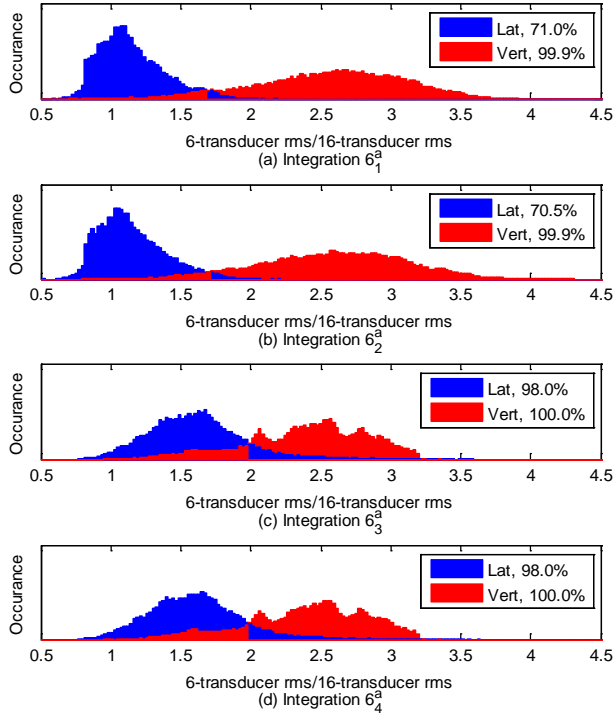 Occurance
Lat, 71.0%
Vert, 99.9%
0.5 1 1.5 2 2.5 3 3.5 4 4.5
6-transducer rms/16-transducer rms
(a) Integration 6₁ᵃ
Occurance
Lat, 70.5%
Vert, 99.9%
0.5 1 1.5 2 2.5 3 3.5 4 4.5
6-transducer rms/16-transducer rms
(b) Integration 6₂ᵃ
Occurance
Lat, 98.0%
Vert, 100.0%
0.5 1 1.5 2 2.5 3 3.5 4 4.5
6-transducer rms/16-transducer rms
(c) Integration 6₃ᵃ
Occurance
Lat, 98.0%
Vert, 100.0%
0.5 1 1.5 2 2.5 3 3.5 4 4.5
6-transducer rms/16-transducer rms
(d) Integration 6₄ᵃ